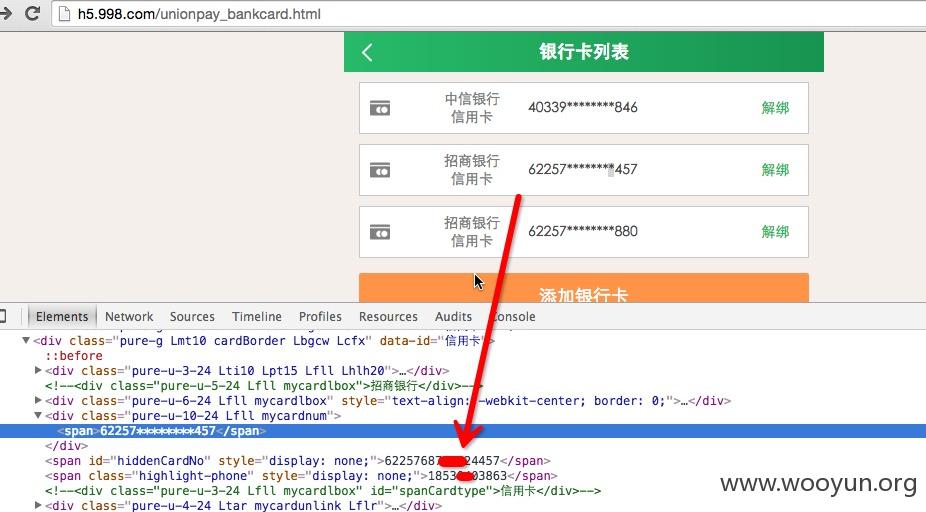 h5.998.com/unionpay_bankcard.html
银行卡列表
中信银行
信用卡
40339********846
解绑
招商银行
信用卡
62257********457
解绑
招商银行
信用卡
62257********880
解绑
添加银行卡
Elements Network Sources Timeline Profiles Resources Audits Console
<div class="pure-g Lmt10 cardBorder Lbgcw Lcfx" data-id="信用卡">
::before
<div class="pure-u-3-24 Lti10 Lpt15 Lfll Lhlh20">…</div>
<!--<div class="pure-u-5-24 Lfll mycardlbox">招商银行</div>-->
<div class="pure-u-6-24 Lfll mycardlbox" style="text-align:-webkit-center; border: 0;">…</div>
<div class="pure-u-10-24 Lfll mycardnum">
<span>62257********457</span>
</div>
<span id="hiddenCardNo" style="display: none;">62257687 24457</span>
<span class="highlight-phone" style="display: none;">1853 03863</span>
<!--<div class="pure-u-3-24 Lfll mycardlbox" id="spanCardtype">信用卡</div>-->
<div class="pure-u-4-24 Ltar mycardunlink Lflr">…</div>
www.wooyun.org